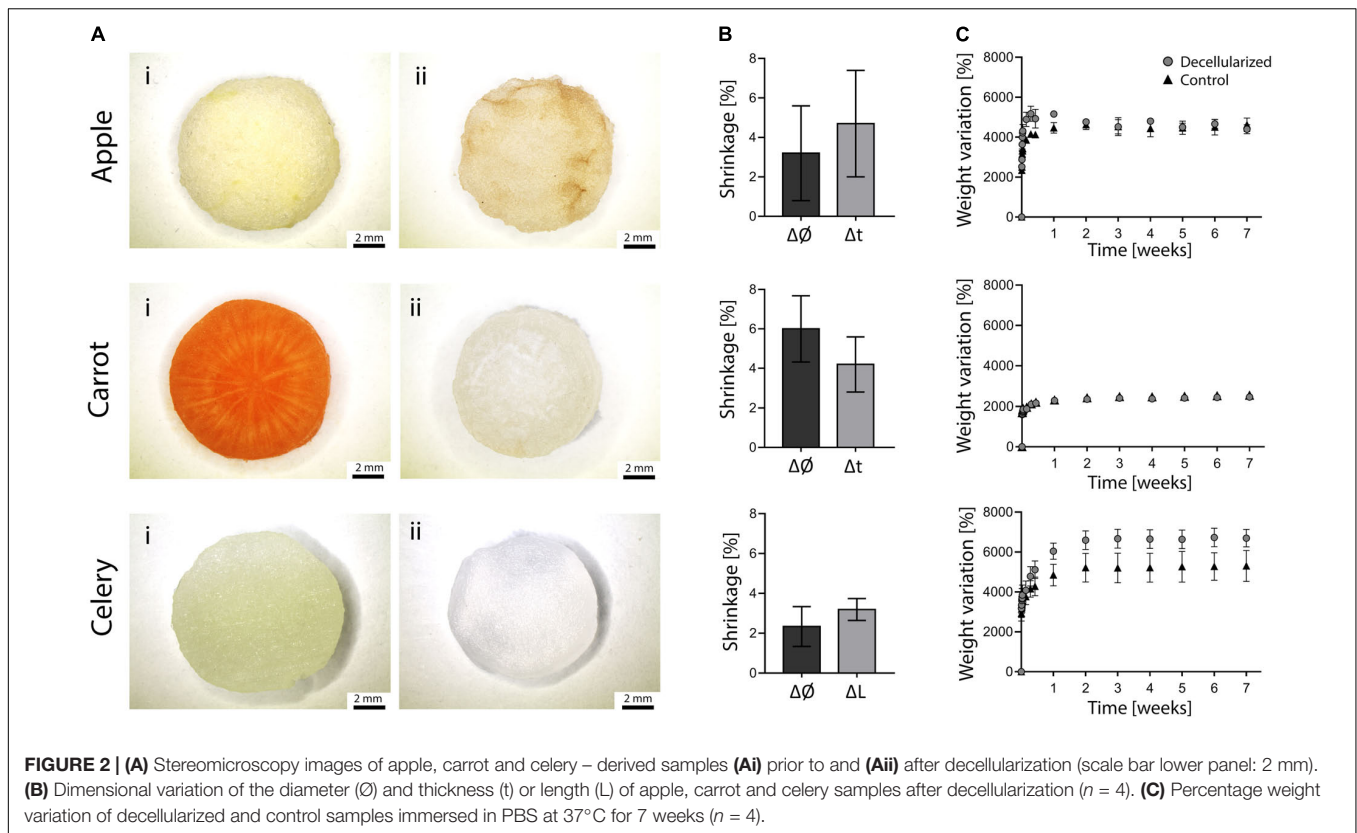 A
B
C
Apple
i
ii
2 mm
2 mm
Shrinkage [%]
8
6
4
2
0
ΔØ
Δt
Weight variation [%]
8000
6000
4000
2000
0
Decellularized
Control
1 2 3 4 5 6 7
Time [weeks]
Carrot
i
ii
2 mm
2 mm
Shrinkage [%]
8
6
4
2
0
ΔØ
Δt
Weight variation [%]
8000
6000
4000
2000
0
1 2 3 4 5 6 7
Time [weeks]
Celery
i
ii
2 mm
2 mm
Shrinkage [%]
8
6
4
2
0
ΔØ
ΔL
Weight variation [%]
8000
6000
4000
2000
0
1 2 3 4 5 6 7
Time [weeks]
FIGURE 2 | (A) Stereomicroscopy images of apple, carrot and celery – derived samples (Ai) prior to and (Aii) after decellularization (scale bar lower panel: 2 mm).
(B) Dimensional variation of the diameter (Ø) and thickness (t) or length (L) of apple, carrot and celery samples after decellularization (n = 4). (C) Percentage weight
variation of decellularized and control samples immersed in PBS at 37°C for 7 weeks (n = 4).